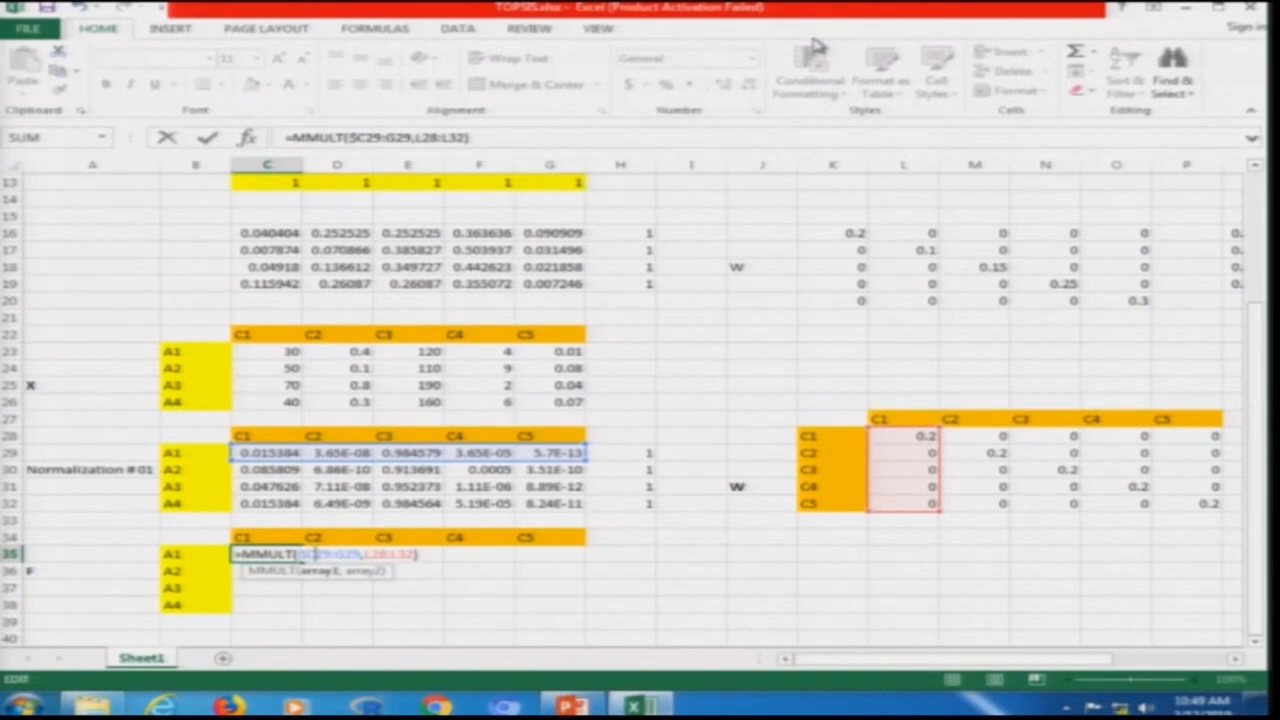 TOPSIS.xlsx - Excel (Product Activation Failed)
FILE HOME INSERT PAGE LAYOUT FORMULAS DATA REVIEW VIEW Sign in
Paste 11 Wrap Text General Conditional Formatting Format as Table Cell Styles Insert Delete Format Sort & Filter Find & Select
Merge & Center
Clipboard Font Alignment Number Styles Cells Editing
SUM =MMULT($C29:G29,L28:L32)
A B C D E F G H I J K L M N O P
13 1 1 1 1 1
14
15
16 0.040404 0.252525 0.252525 0.363636 0.090909 1 0.2 0 0 0 0 0.
17 0.007874 0.070866 0.385827 0.503937 0.031496 1 0 0.1 0 0 0 0.
18 0.04918 0.136612 0.349727 0.442623 0.021858 1 W 0 0 0.15 0 0 0.
19 0.115942 0.26087 0.26087 0.355072 0.007246 1 0 0 0 0.25 0 0.
20 0 0 0 0 0.3
21
22 C1 C2 C3 C4 C5
23 A1 30 0.4 120 4 0.01
24 A2 50 0.1 110 9 0.08
25 X A3 70 0.8 190 2 0.04
26 A4 40 0.3 160 6 0.07
27 C1 C2 C3 C4 C5
28 C1 C2 C3 C4 C5 C1 0.2 0 0 0 0
29 A1 0.015384 3.65E-08 0.984579 3.65E-05 5.7E-13 1 C2 0 0.2 0 0 0
30 Normalization #01 A2 0.085809 6.86E-10 0.913691 0.0005 3.51E-10 1 C3 0 0 0.2 0 0
31 A3 0.047626 7.11E-08 0.952373 1.11E-06 8.89E-12 1 W C4 0 0 0 0.2 0
32 A4 0.015384 6.49E-09 0.984564 5.19E-05 8.24E-11 1 C5 0 0 0 0 0.2
33
34 C1 C2 C3 C4 C5
35 A1 =MMULT($C29:G29,L28:L32)
36 F A2 MMULT(array1, array2)
37 A3
38 A4
39
40
Sheet1
EDIT 100%
10:49 AM